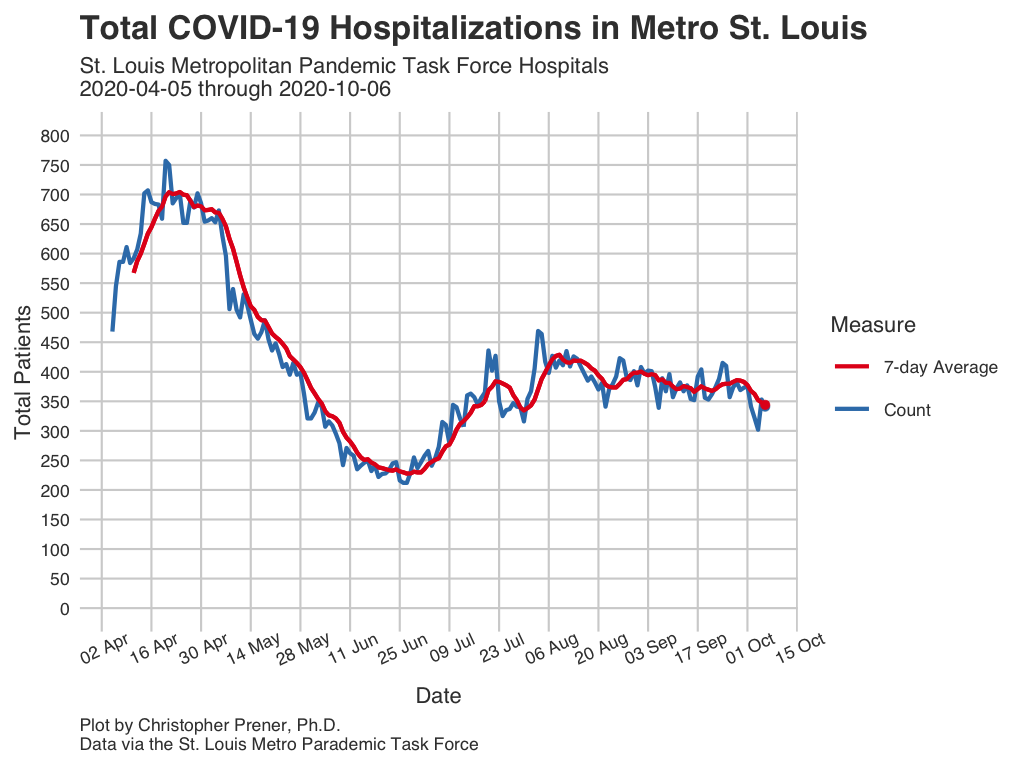 Total COVID-19 Hospitalizations in Metro St. Louis
St. Louis Metropolitan Pandemic Task Force Hospitals
2020-04-05 through 2020-10-06
800
750
700
650
600
550
500
450
400
350
300
250
200
150
100
50
0
Total Patients
02 Apr
16 Apr
30 Apr
14 May
28 May
11 Jun
25 Jun
09 Jul
23 Jul
06 Aug
20 Aug
03 Sep
17 Sep
01 Oct
15 Oct
Date
Measure
7-day Average
Count
Plot by Christopher Prener, Ph.D.
Data via the St. Louis Metro Parademic Task Force